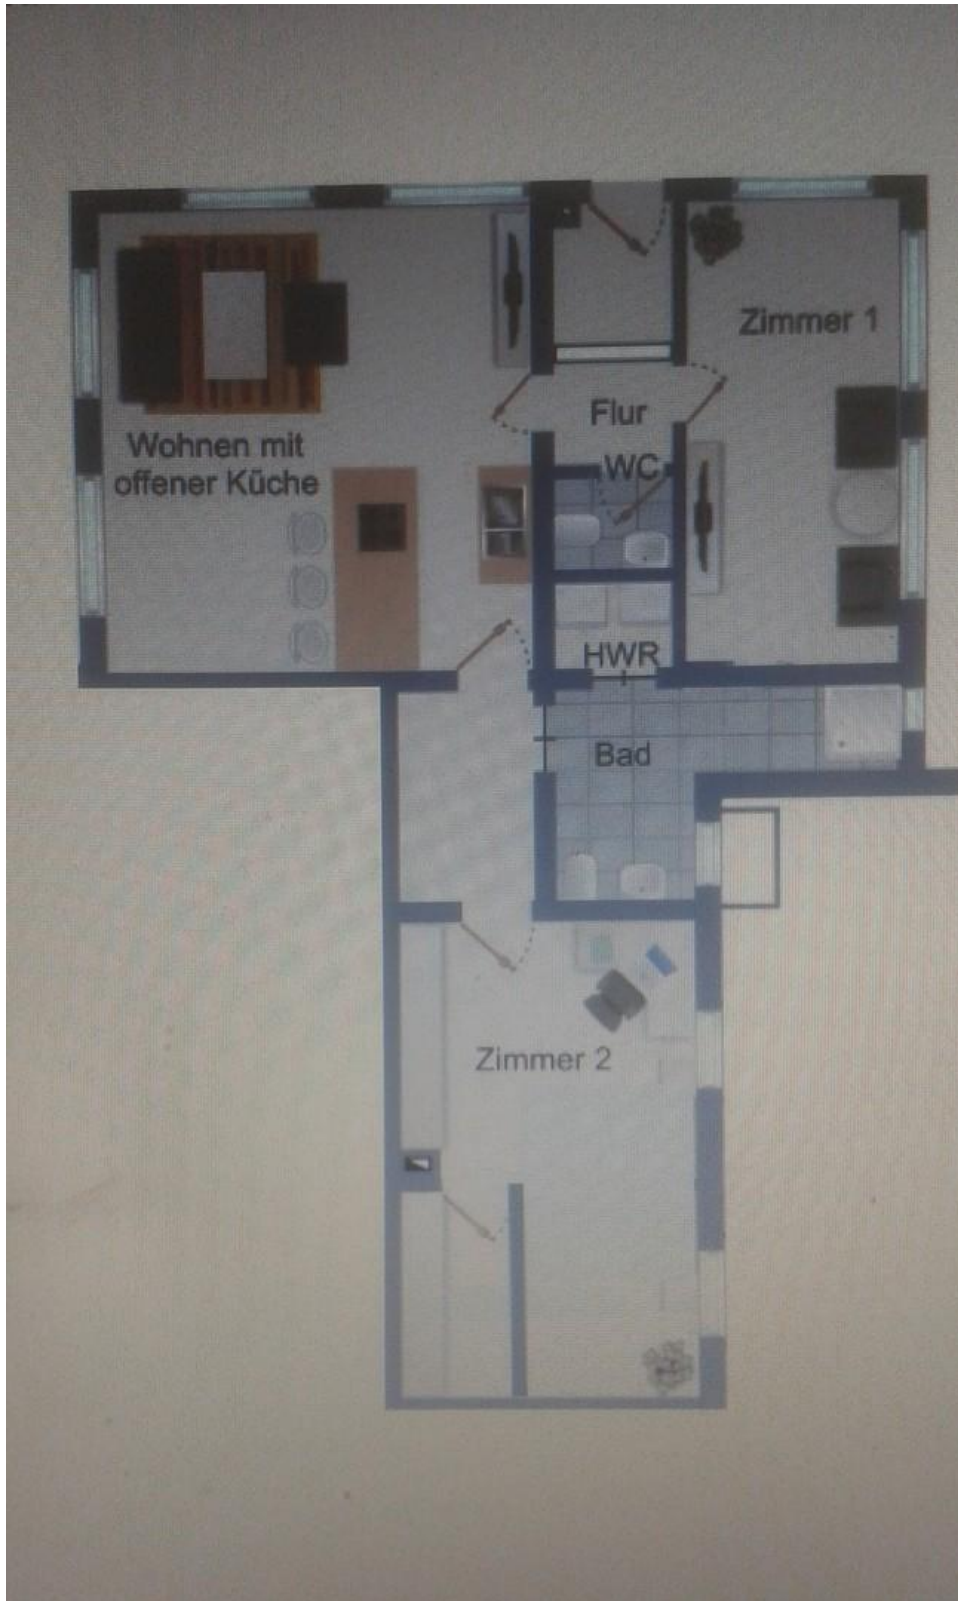 Zimmer 1
Flur
Wohnen mit
offener Küche
WC
HWR
Bad
Zimmer 2